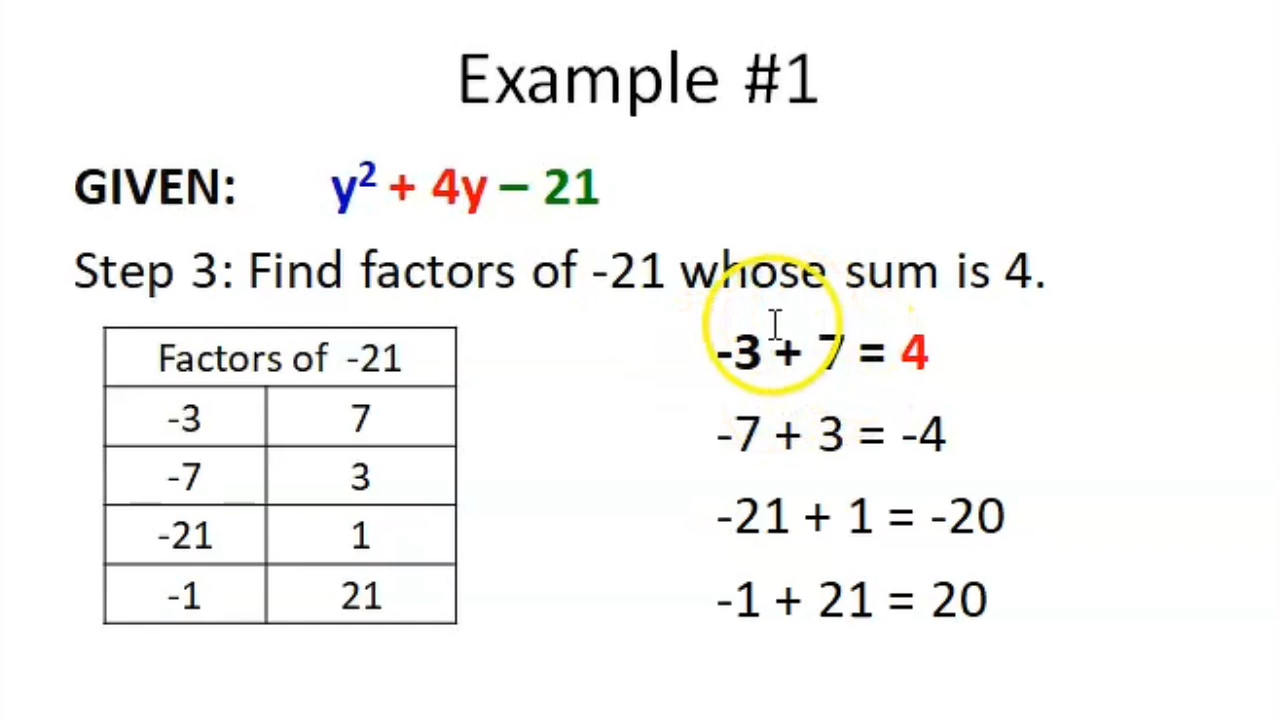 Example #1
GIVEN: y² + 4y – 21
Step 3: Find factors of -21 whose sum is 4.
Factors of -21
-3 7
-7 3
-21 1
-1 21
-3 + 7 = 4
-7 + 3 = -4
-21 + 1 = -20
-1 + 21 = 20